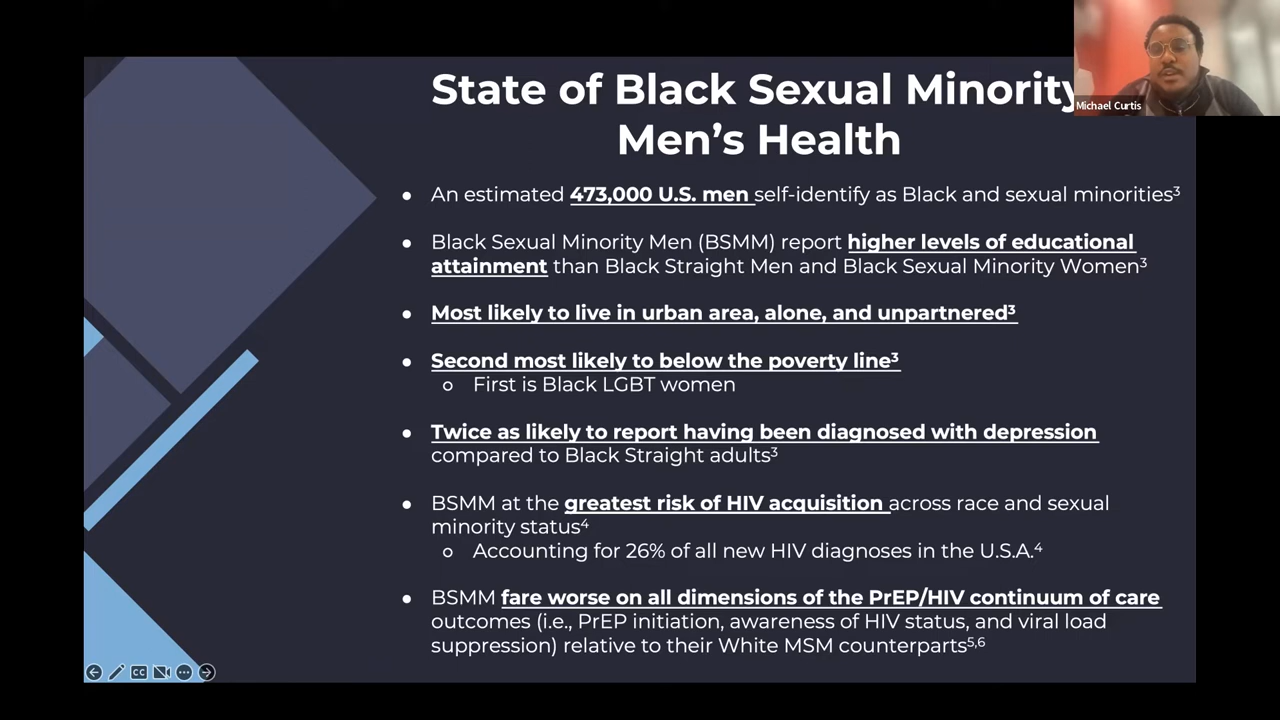 State of Black Sexual Minority
Men's Health
Michael Curtis
● An estimated 473,000 U.S. men self-identify as Black and sexual minorities³
● Black Sexual Minority Men (BSMM) report higher levels of educational
attainment than Black Straight Men and Black Sexual Minority Women³
● Most likely to live in urban area, alone, and unpartnered³
● Second most likely to below the poverty line³
○ First is Black LGBT women
● Twice as likely to report having been diagnosed with depression
compared to Black Straight adults³
● BSMM at the greatest risk of HIV acquisition across race and sexual
minority status⁴
○ Accounting for 26% of all new HIV diagnoses in the U.S.A.⁴
● BSMM fare worse on all dimensions of the PrEP/HIV continuum of care
outcomes (i.e., PrEP initiation, awareness of HIV status, and viral load
suppression) relative to their White MSM counterparts⁵,⁶
CC